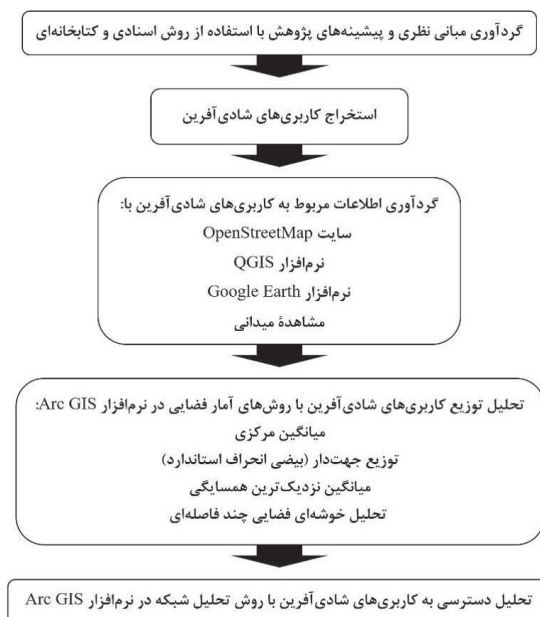 گردآوری مبانی نظری و پیشینه‌های پژوهش با استفاده از روش اسنادی و کتابخانه‌ای
استخراج کاربری‌های شادی‌آفرین
گردآوری اطلاعات مربوط به کاربری‌های شادی‌آفرین با:
سایت OpenStreetMap
نرم‌افزار QGIS
نرم‌افزار Google Earth
مشاهدهٔ میدانی
تحلیل توزیع کاربری‌های شادی‌آفرین با روش‌های آمار فضایی در نرم‌افزار Arc GIS:
میانگین مرکزی
توزیع جهت‌دار (بیضی انحراف استاندارد)
میانگین نزدیک‌ترین همسایگی
تحلیل خوشه‌ای فضایی چند فاصله‌ای
تحلیل دسترسی به کاربری‌های شادی‌آفرین با روش تحلیل شبکه در نرم‌افزار Arc GIS